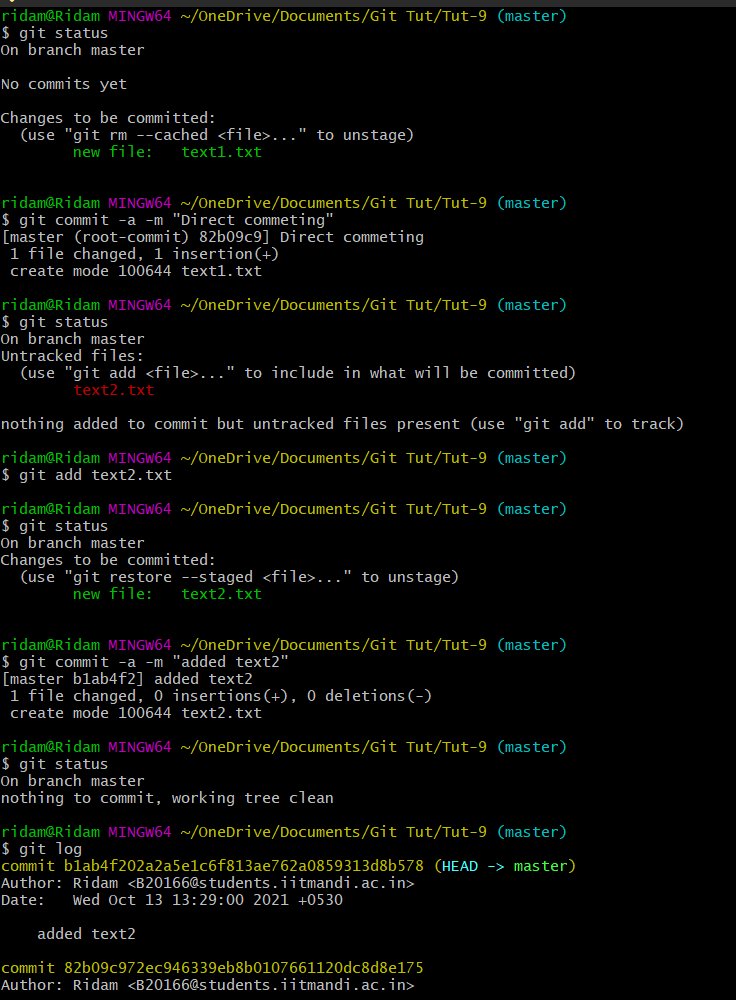 ridam@Ridam MINGW64 ~/OneDrive/Documents/Git Tut/Tut-9 (master)
$ git status
On branch master

No commits yet

Changes to be committed:
  (use "git rm --cached <file>..." to unstage)
        new file:   text1.txt


ridam@Ridam MINGW64 ~/OneDrive/Documents/Git Tut/Tut-9 (master)
$ git commit -a -m "Direct commeting"
[master (root-commit) 82b09c9] Direct commeting
 1 file changed, 1 insertion(+)
 create mode 100644 text1.txt

ridam@Ridam MINGW64 ~/OneDrive/Documents/Git Tut/Tut-9 (master)
$ git status
On branch master
Untracked files:
  (use "git add <file>..." to include in what will be committed)
        text2.txt

nothing added to commit but untracked files present (use "git add" to track)

ridam@Ridam MINGW64 ~/OneDrive/Documents/Git Tut/Tut-9 (master)
$ git add text2.txt

ridam@Ridam MINGW64 ~/OneDrive/Documents/Git Tut/Tut-9 (master)
$ git status
On branch master
Changes to be committed:
  (use "git restore --staged <file>..." to unstage)
        new file:   text2.txt


ridam@Ridam MINGW64 ~/OneDrive/Documents/Git Tut/Tut-9 (master)
$ git commit -a -m "added text2"
[master b1ab4f2] added text2
 1 file changed, 0 insertions(+), 0 deletions(-)
 create mode 100644 text2.txt

ridam@Ridam MINGW64 ~/OneDrive/Documents/Git Tut/Tut-9 (master)
$ git status
On branch master
nothing to commit, working tree clean

ridam@Ridam MINGW64 ~/OneDrive/Documents/Git Tut/Tut-9 (master)
$ git log
commit b1ab4f202a2a5e1c6f813ae762a0859313d8b578 (HEAD -> master)
Author: Ridam <B20166@students.iitmandi.ac.in>
Date:   Wed Oct 13 13:29:00 2021 +0530

    added text2

commit 82b09c972ec946339eb8b0107661120dc8d8e175
Author: Ridam <B20166@students.iitmandi.ac.in>